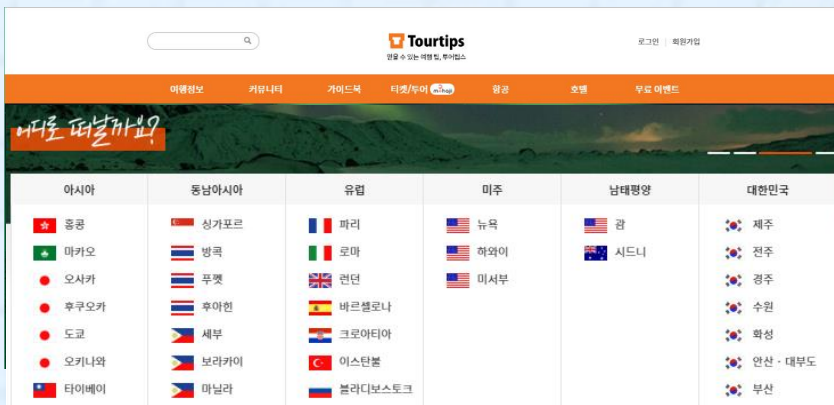 Tourtips
믿을 수 있는 여행 팁, 투어팁스
로그인 | 회원가입
여행정보 커뮤니티 가이드북 티켓/투어 항공 호텔 무료 이벤트
어디로 떠날까요?
아시아 동남아시아 유럽 미주 남태평양 대한민국
홍콩 싱가포르 파리 뉴욕 괌 제주
마카오 방콕 로마 하와이 시드니 전주
오사카 푸껫 런던 미서부 경주
후쿠오카 후아힌 바르셀로나 수원
도쿄 세부 크로아티아 화성
오키나와 보라카이 이스탄불 안산 · 대부도
타이베이 마닐라 블라디보스토크 부산